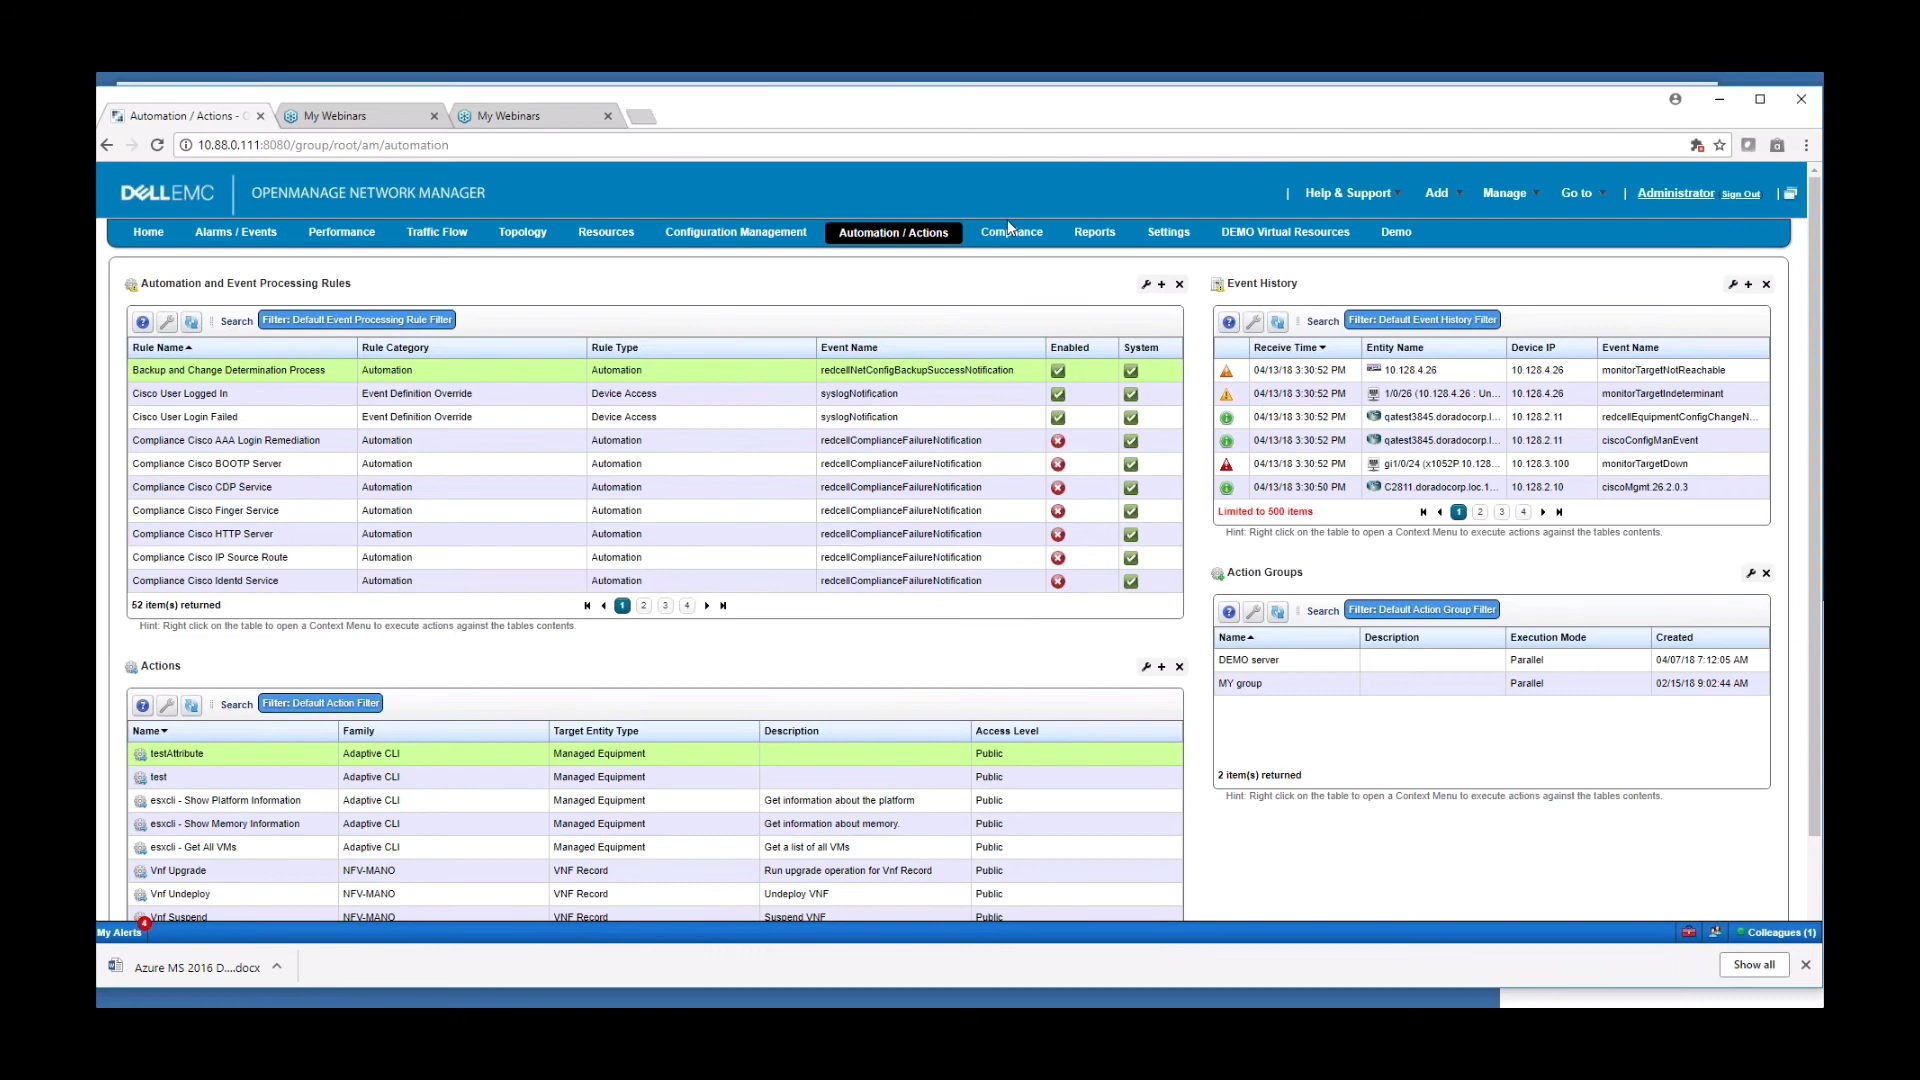 Automation / Actions - O
My Webinars
My Webinars
10.88.0.111:8080/group/root/am/automation
DELLEMC
OPENMANAGE NETWORK MANAGER
| Help & Support Add Manage Go to | Administrator Sign Out |
Home Alarms / Events Performance Traffic Flow Topology Resources Configuration Management Automation / Actions Compliance Reports Settings DEMO Virtual Resources Demo
Automation and Event Processing Rules
Search Filter: Default Event Processing Rule Filter
Rule Name Rule Category Rule Type Event Name Enabled System
Backup and Change Determination Process Automation Automation redcellNetConfigBackupSuccessNotification
Cisco User Logged In Event Definition Override Device Access syslogNotification
Cisco User Login Failed Event Definition Override Device Access syslogNotification
Compliance Cisco AAA Login Remediation Automation Automation redcellComplianceFailureNotification
Compliance Cisco BOOTP Server Automation Automation redcellComplianceFailureNotification
Compliance Cisco CDP Service Automation Automation redcellComplianceFailureNotification
Compliance Cisco Finger Service Automation Automation redcellComplianceFailureNotification
Compliance Cisco HTTP Server Automation Automation redcellComplianceFailureNotification
Compliance Cisco IP Source Route Automation Automation redcellComplianceFailureNotification
Compliance Cisco Identd Service Automation Automation redcellComplianceFailureNotification
52 item(s) returned 1 2 3 4
Hint: Right click on the table to open a Context Menu to execute actions against the tables contents.
Event History
Search Filter: Default Event History Filter
Receive Time Entity Name Device IP Event Name
04/13/18 3:30:52 PM 10.128.4.26 10.128.4.26 monitorTargetNotReachable
04/13/18 3:30:52 PM 1/0/26 (10.128.4.26 : Un... 10.128.4.26 monitorTargetIndeterminant
04/13/18 3:30:52 PM qatest3845.doradocorp.l... 10.128.2.11 redcellEquipmentConfigChangeN...
04/13/18 3:30:52 PM qatest3845.doradocorp.l... 10.128.2.11 ciscoConfigManEvent
04/13/18 3:30:52 PM gi1/0/24 (x1052P.10.128... 10.128.3.100 monitorTargetDown
04/13/18 3:30:50 PM C2811.doradocorp.loc.1... 10.128.2.10 ciscoMgmt.26.2.0.3
Limited to 500 items 1 2 3 4
Hint: Right click on the table to open a Context Menu to execute actions against the tables contents.
Action Groups
Search Filter: Default Action Group Filter
Name Description Execution Mode Created
DEMO server Parallel 04/07/18 7:12:05 AM
MY group Parallel 02/15/18 9:02:44 AM
2 item(s) returned
Hint: Right click on the table to open a Context Menu to execute actions against the tables contents.
Actions
Search Filter: Default Action Filter
Name Family Target Entity Type Description Access Level
testAttribute Adaptive CLI Managed Equipment Public
test Adaptive CLI Managed Equipment Public
esxcli - Show Platform Information Adaptive CLI Managed Equipment Get information about the platform Public
esxcli - Show Memory Information Adaptive CLI Managed Equipment Get information about memory. Public
esxcli - Get All VMs Adaptive CLI Managed Equipment Get a list of all VMs Public
Vnf Upgrade NFV-MANO VNF Record Run upgrade operation for Vnf Record Public
Vnf Undeploy NFV-MANO VNF Record Undeploy VNF Public
Vnf Suspend NFV-MANO VNF Record Suspend VNF Public
My Alerts 4 Colleagues (1)
Azure MS 2016 D....docx Show all